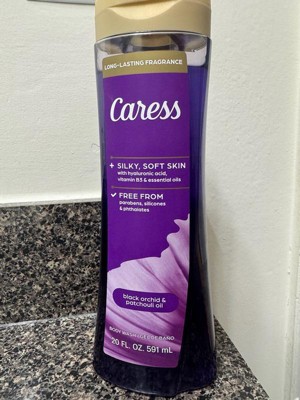 LONG-LASTING FRAGRANCE
Caress
+ SILKY, SOFT SKIN
with hyaluronic acid,
vitamin B3 & essential oils
✓ FREE FROM
parabens, silicones
& phthalates
black orchid &
patchouli oil
BODY WASH
20 FL. OZ. 591 mL